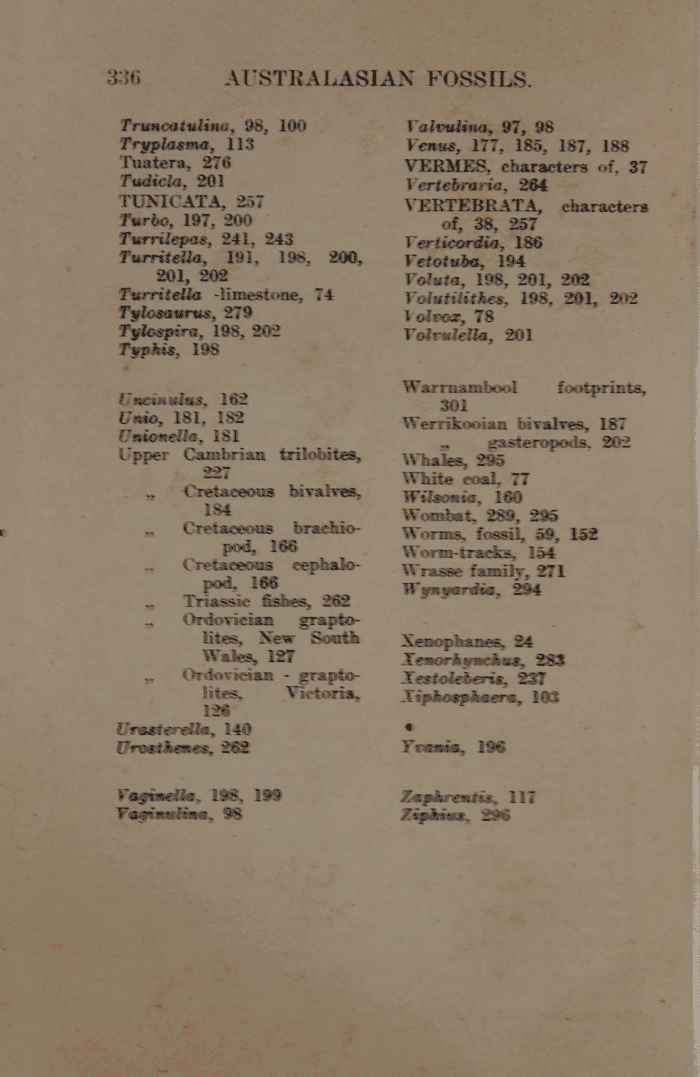 336 AUSTRALASIAN FOSSILS.
Truncatulina, 98, 100
Tryplasma, 113
Tuatera, 276
Tudicla, 201
TUNICATA, 257
Turbo, 197, 200
Turrilepas, 241, 243
Turritella, 191, 198, 200,
201, 202
Turritella -limestone, 74
Tylosaurus, 279
Tylospira, 198, 202
Typhis, 198
Uncinulus, 162
Unio, 181, 182
Unionella, 181
Upper Cambrian trilobites,
227
„ Cretaceous bivalves,
184
„ Cretaceous brachio-
pod, 166
„ Cretaceous cephalo-
pod, 166
„ Triassic fishes, 262
„ Ordovician grapto-
lites, New South
Wales, 127
„ Ordovician - grapto-
lites, Victoria,
126
Urasterella, 140
Urosthenes, 262
Vaginella, 198, 199
Vaginulina, 98
Valvulina, 97, 98
Venus, 177, 185, 187, 188
VERMES, characters of, 37
Vertebraria, 264
VERTEBRATA, characters
of, 38, 257
Verticordia, 186
Vetotuba, 194
Voluta, 198, 201, 202
Volutilithes, 198, 201, 202
Volvox, 78
Volvulella, 201
Warrnambool footprints,
301
Werrikooian bivalves, 187
„ gasteropods, 202
Whales, 295
White coal, 77
Wilsonia, 160
Wombat, 289, 295
Worms, fossil, 59, 152
Worm-tracks, 154
Wrasse family, 271
Wynyardia, 294
Xenophanes, 24
Xenorhynchus, 283
Xestoleberis, 237
Xiphosphaera, 103
Yvania, 196
Zaphrentis, 117
Ziphius, 296